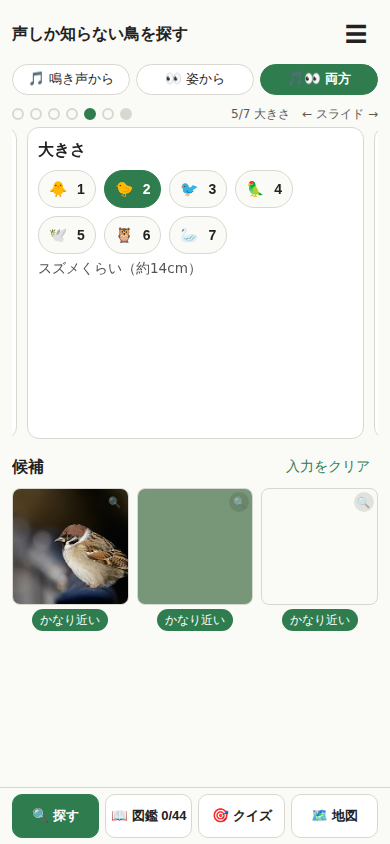 声しか知らない鳥を探す
🎵 鳴き声から 👀 姿から 🎵👀 両方
5/7 大きさ ← スライド →
大きさ
🐥 1 🐤 2 🐦 3 🦜 4
🕊️ 5 🦉 6 🦢 7
スズメくらい（約14cm）
候補 入力をクリア
かなり近い かなり近い かなり近い
🔍 探す 📖 図鑑 0/44 🎯 クイズ 🗺️ 地図